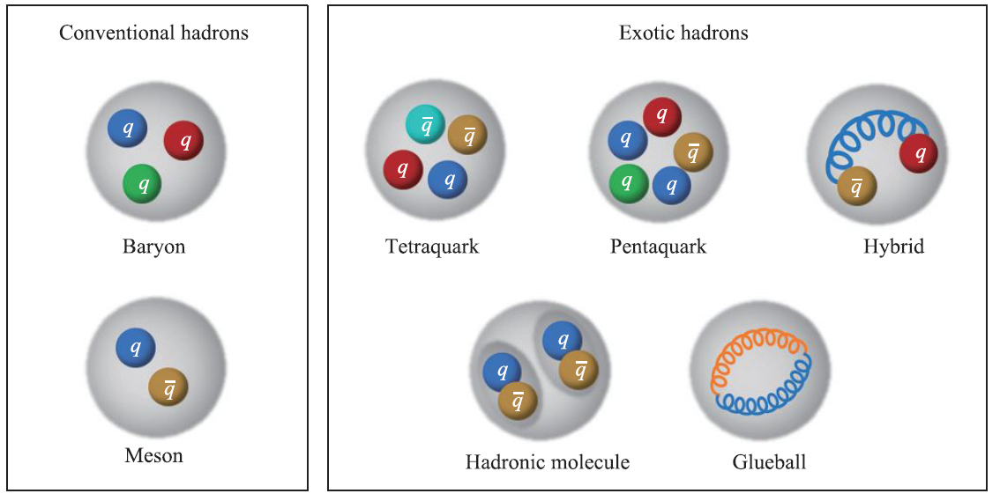 Conventional hadrons
q q
q
Baryon
q
q̅
Meson
Exotic hadrons
q̅ q̅
q q
Tetraquark
q
q q̅
q q
Pentaquark
q
q̅
Hybrid
q q
q̅ q̅
Hadronic molecule
Glueball